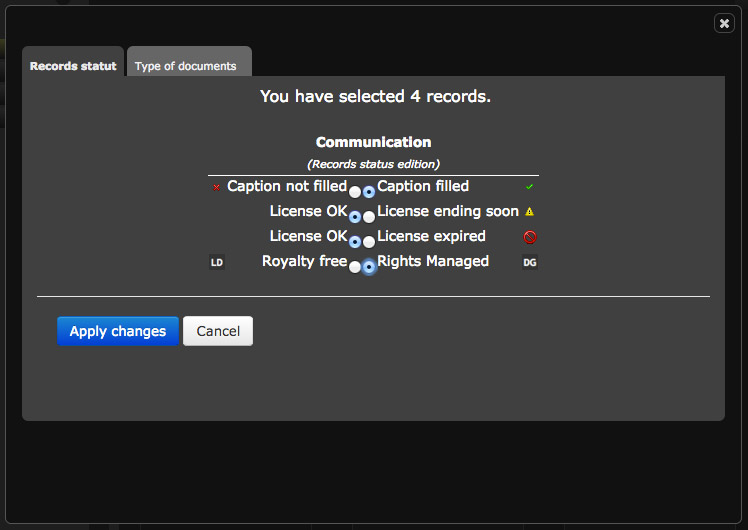 Records statut Type of documents
You have selected 4 records.
Communication
(Records status edition)
Caption not filled Caption filled
License OK License ending soon
License OK License expired
LD Royalty free Rights Managed DG
Apply changes Cancel